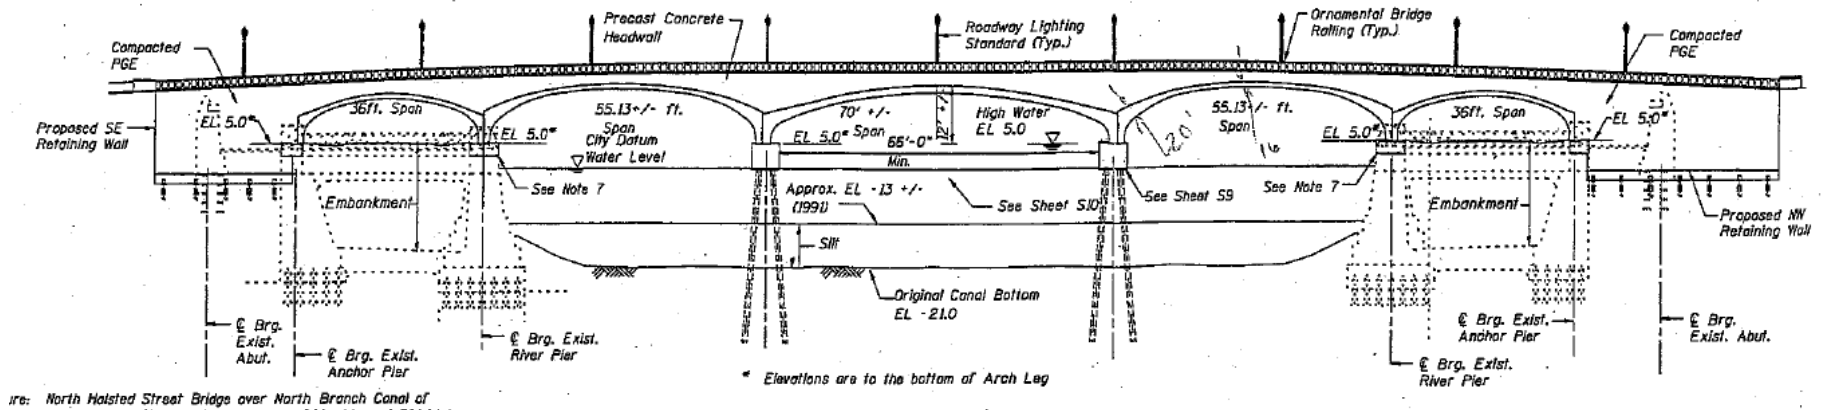 Compacted
PGE
Precast Concrete
Headwall
Roadway Lighting
Standard (Typ.)
Ornamental Bridge
Railing (Typ.)
Compacted
PGE
Proposed SE
Retaining Wall
EL 5.0*
36ft. Span
EL 5.0*
55.13+/- ft.
Span
City Datum
Water Level
70' +/-
Span
EL 5.0*
12' +/-
High Water
EL 5.0
66'-0"
Min.
20'
16
55.13+/- ft.
Span
EL 5.0*
36ft. Span
EL 5.0*
See Note 7
Embankment
Approx. EL -13 +/-
(1991)
See Sheet S10
See Sheet S9
See Note 7
Embankment
Proposed NW
Retaining Wall
Silt
Original Canal Bottom
EL -21.0
℄ Brg.
Exist.
Abut.
℄ Brg. Exist.
Anchor Pier
℄ Brg. Exist.
River Pier
℄ Brg. Exist.
Anchor Pier
℄ Brg.
Exist. Abut.
℄ Brg. Exist.
River Pier
* Elevations are to the bottom of Arch Leg
ure: North Halsted Street Bridge over North Branch Canal of